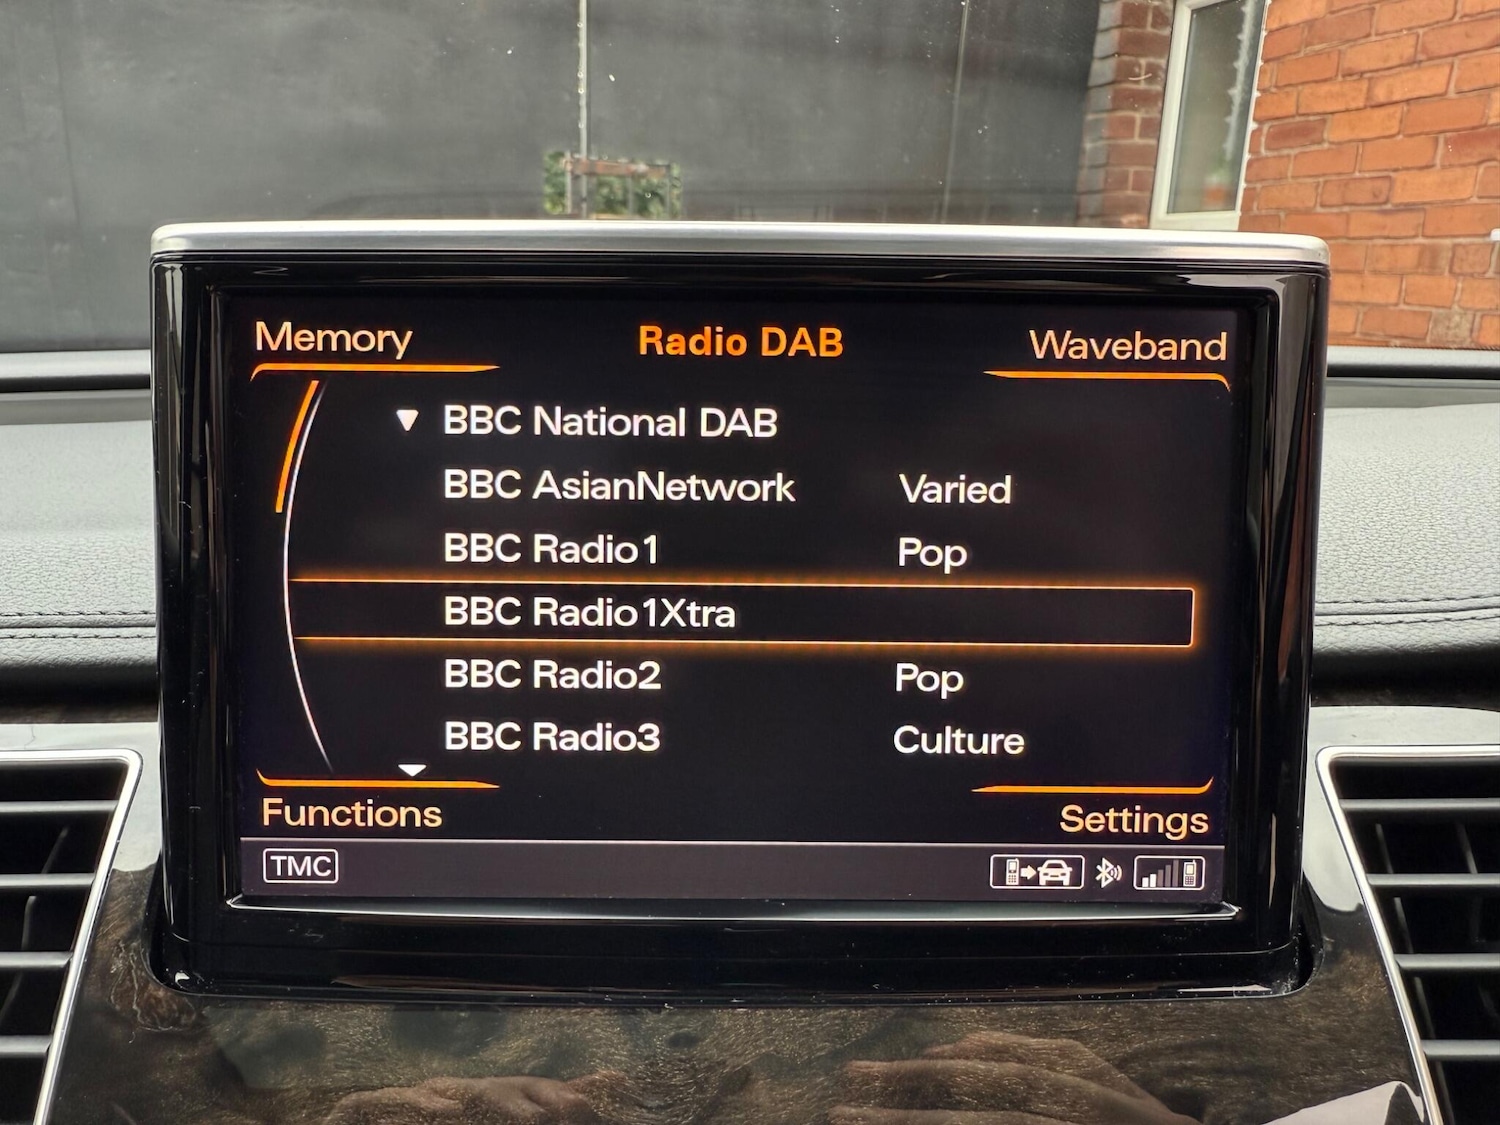 Memory Radio DAB Waveband
BBC National DAB
BBC AsianNetwork Varied
BBC Radio1 Pop
BBC Radio1Xtra
BBC Radio2 Pop
BBC Radio3 Culture
Functions Settings
TMC